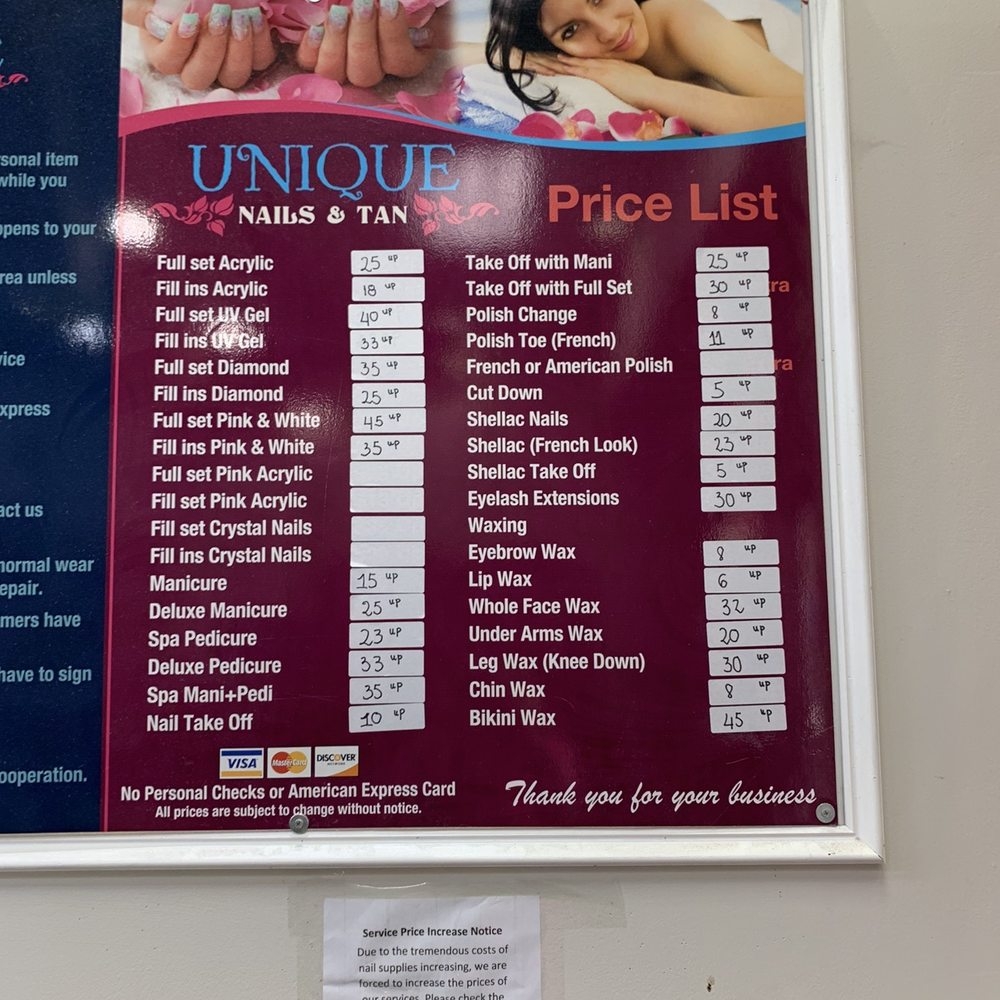 rsonal item
while you
pens to your
rea unless
vice
xpress
act us
normal wear
epair.
mers have
have to sign
ooperation.
UNIQUE
NAILS & TAN
Price List
Full set Acrylic 25 up
Fill ins Acrylic 18 up
Full set UV Gel 40 up
Fill ins UV Gel 33 up
Full set Diamond 35 up
Fill ins Diamond 25 up
Full set Pink & White 45 up
Fill ins Pink & White 35 up
Full set Pink Acrylic
Fill set Pink Acrylic
Fill set Crystal Nails
Fill ins Crystal Nails
Manicure 15 up
Deluxe Manicure 25 up
Spa Pedicure 23 up
Deluxe Pedicure 33 up
Spa Mani+Pedi 35 up
Nail Take Off 10 up
Take Off with Mani 25 up
Take Off with Full Set 30 up ra
Polish Change 8 up
Polish Toe (French) 11 up
French or American Polish ra
Cut Down 5 up
Shellac Nails 20 up
Shellac (French Look) 23 up
Shellac Take Off 5 up
Eyelash Extensions 30 up
Waxing
Eyebrow Wax 8 up
Lip Wax 6 up
Whole Face Wax 32 up
Under Arms Wax 20 up
Leg Wax (Knee Down) 30 up
Chin Wax 8 up
Bikini Wax 45 up
VISA MasterCard DISCOVER
NETWORK
No Personal Checks or American Express Card
All prices are subject to change without notice.
Thank you for your business
Service Price Increase Notice
Due to the tremendous costs of
nail supplies increasing, we are
forced to increase the prices of
our services. Please check the